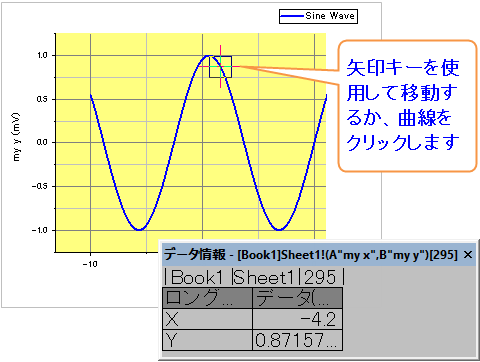 Sine Wave
1.0
0.5
0.0
-0.5
-1.0
my y (mV)
-10
矢印キーを使
用して移動す
るか、曲線を
クリックします
データ情報 - [Book1]Sheet1!(A"my x",B"my y")[295] ×
|Book1 |Sheet1|295|
ロング... データ(...
X -4.2
Y 0.87157...